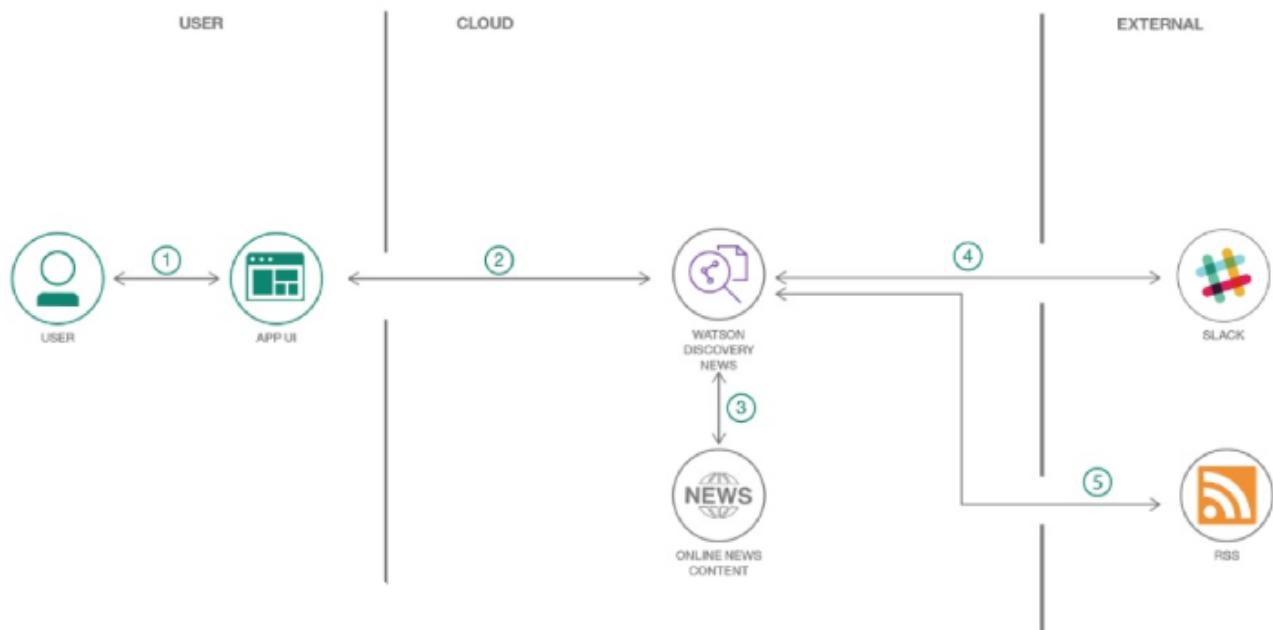 USER
CLOUD
EXTERNAL
1
2
4
USER
APP UI
WATSON
DISCOVERY
NEWS
SLACK
3
NEWS
5
ONLINE NEWS
CONTENT
RSS